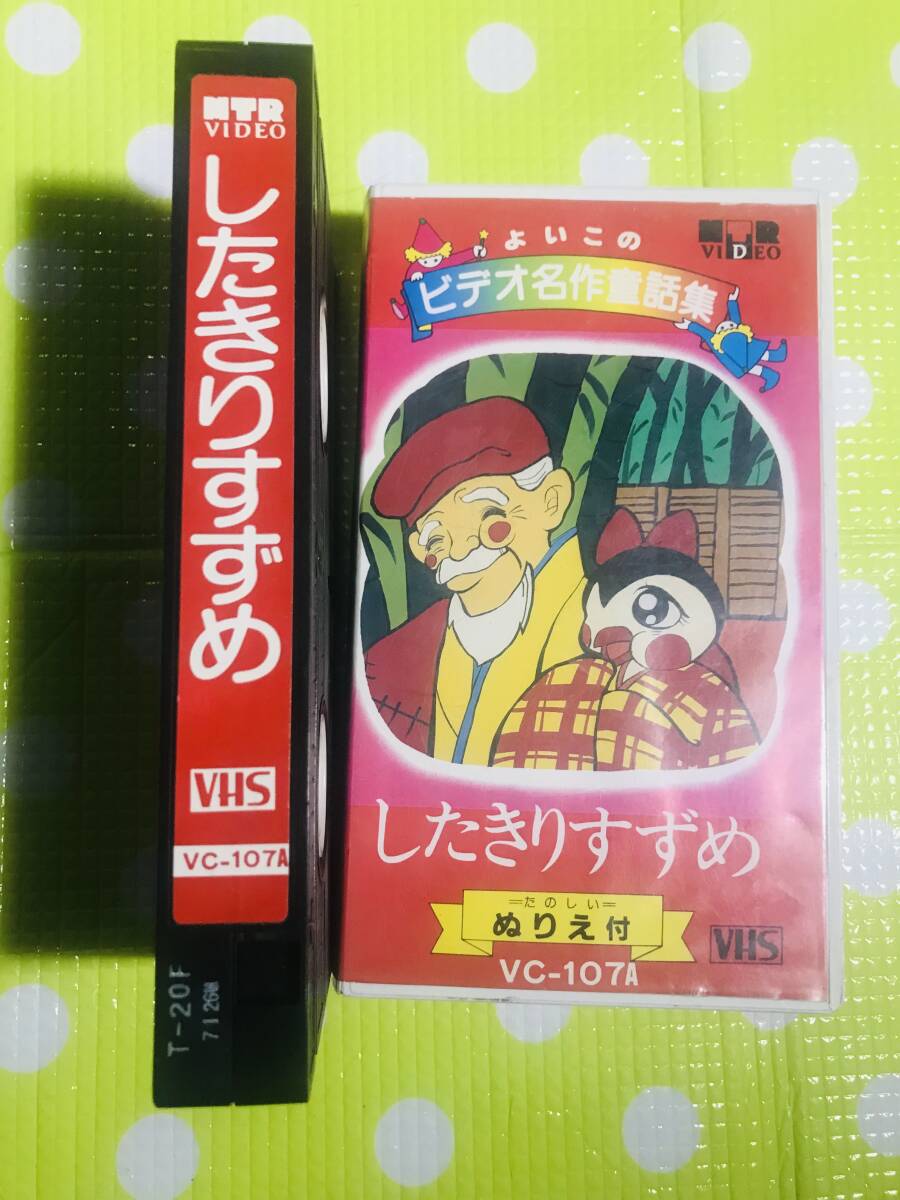 NTR
VIDEO
したきりすずめ
VHS
VC-107A
T-20F
よいこの
NTR
VIDEO
ビデオ名作童話集
したきりすずめ
=たのしい=
ぬりえ付
VHS
VC-107A